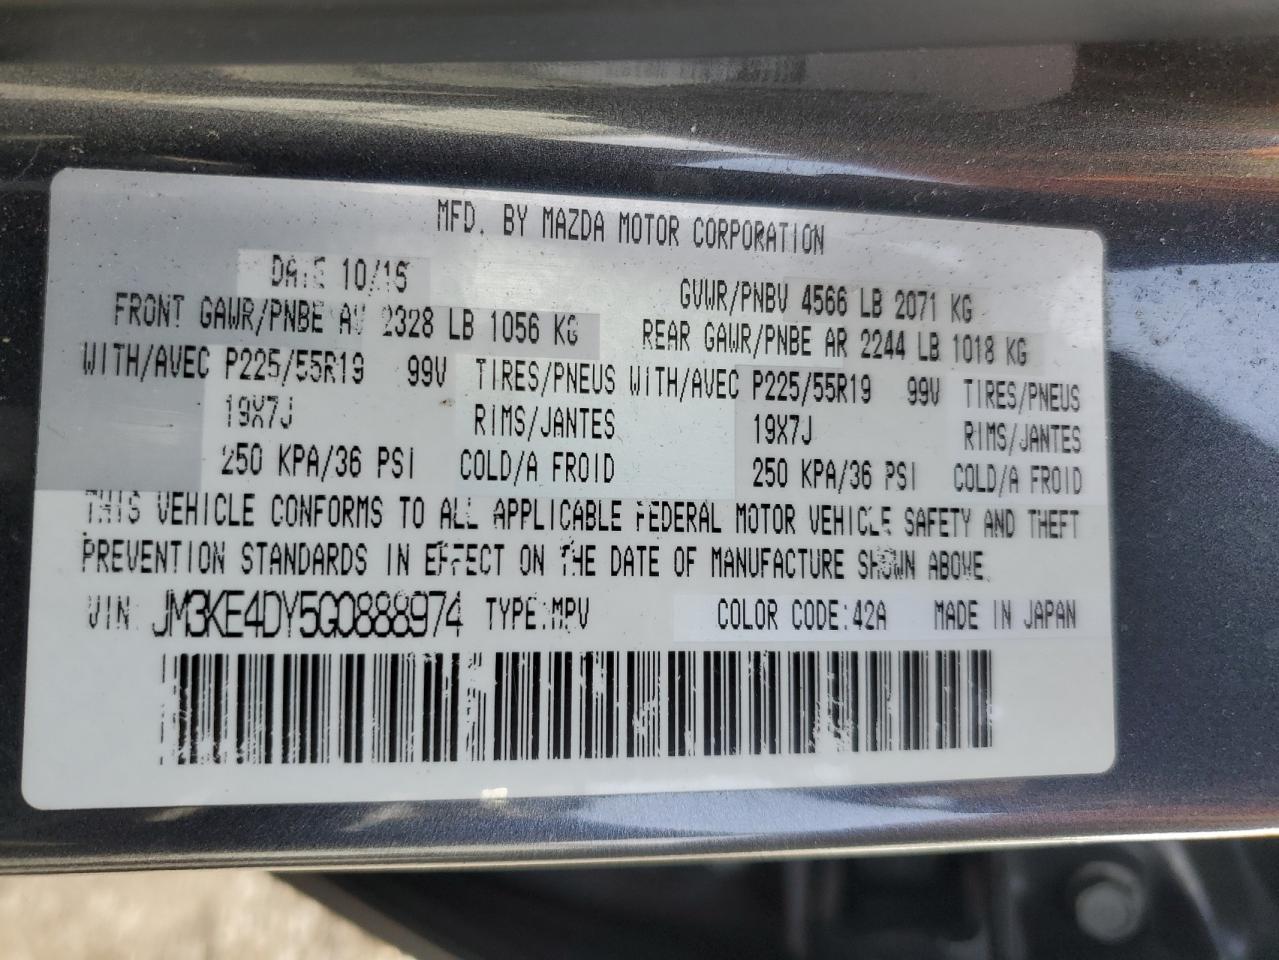 MFD. BY MAZDA MOTOR CORPORATION
DATE 10/15
GVWR/PNBV 4566 LB 2071 KG
FRONT GAWR/PNBE AV 2328 LB 1056 KG REAR GAWR/PNBE AR 2244 LB 1018 KG
WITH/AVEC P225/55R19 99V TIRES/PNEUS WITH/AVEC P225/55R19 99V TIRES/PNEUS
19X7J RIMS/JANTES 19X7J RIMS/JANTES
250 KPA/36 PSI COLD/A FROID 250 KPA/36 PSI COLD/A FROID
THIS VEHICLE CONFORMS TO ALL APPLICABLE FEDERAL MOTOR VEHICLE SAFETY AND THEFT
PREVENTION STANDARDS IN EFFECT ON THE DATE OF MANUFACTURE SHOWN ABOVE.
VIN: JM3KE4DY5G0888974 TYPE:MPV COLOR CODE:42A MADE IN JAPAN